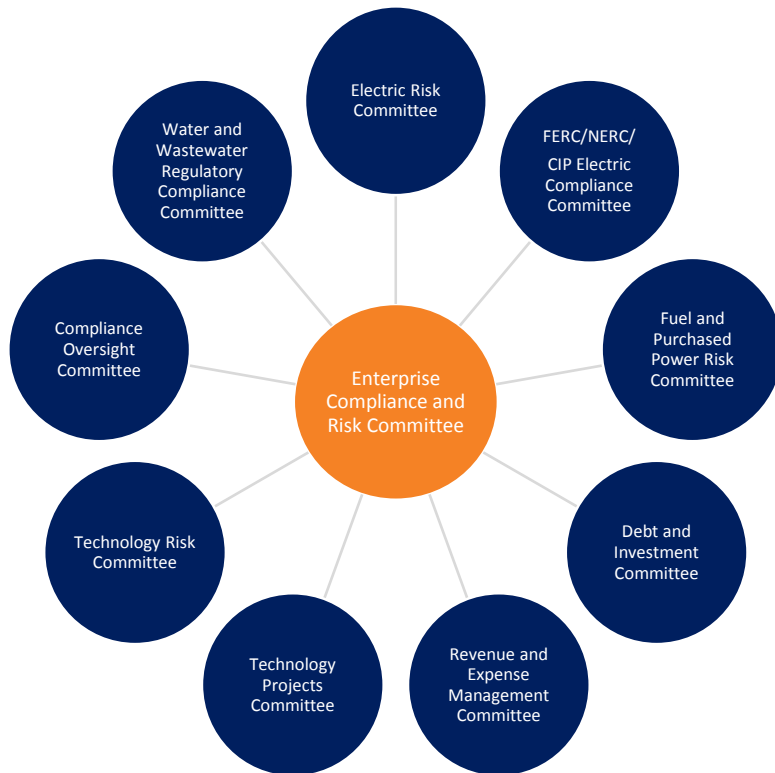 Electric Risk
Committee
FERC/NERC/
CIP Electric
Compliance
Committee
Fuel and
Purchased
Power Risk
Committee
Debt and
Investment
Committee
Revenue and
Expense
Management
Committee
Technology
Projects
Committee
Technology Risk
Committee
Compliance
Oversight
Committee
Water and
Wastewater
Regulatory
Compliance
Committee
Enterprise
Compliance and
Risk Committee